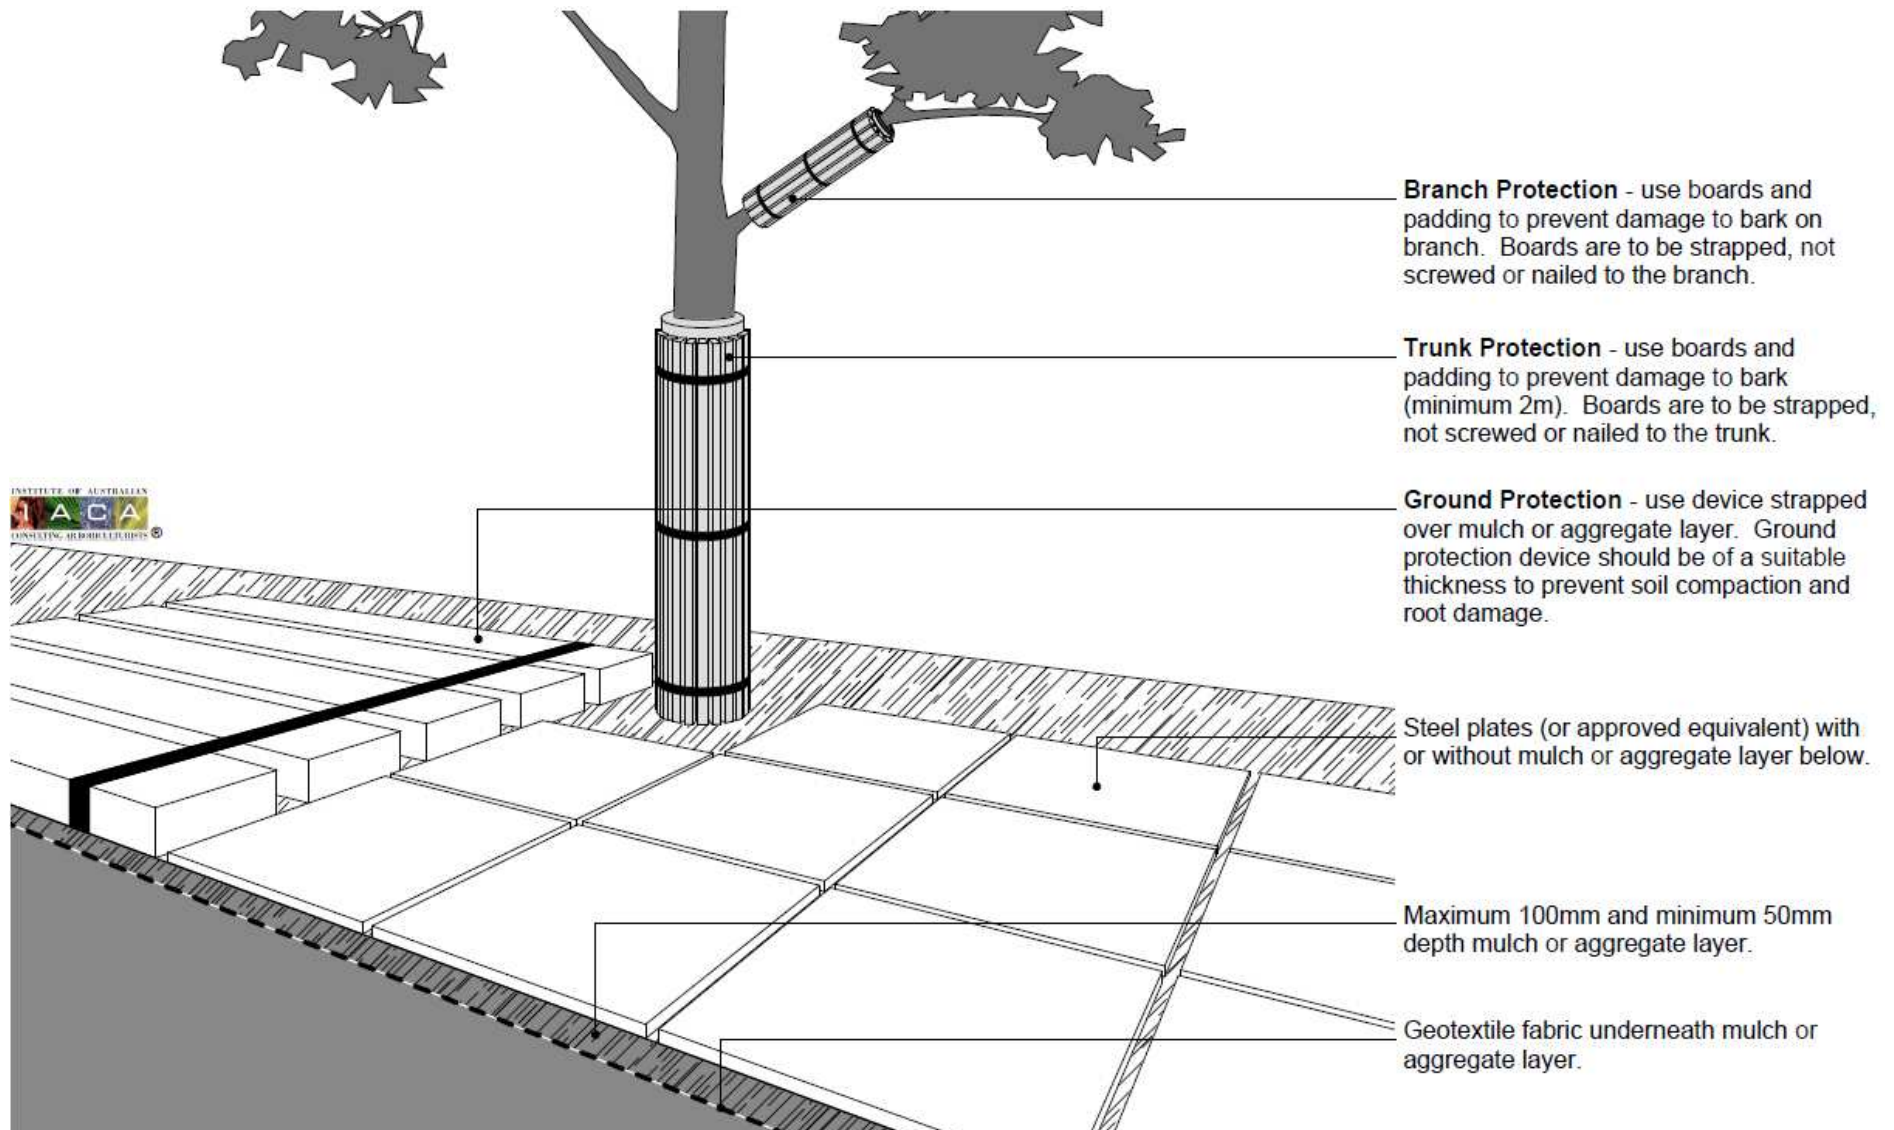 Branch Protection - use boards and
padding to prevent damage to bark on
branch. Boards are to be strapped, not
screwed or nailed to the branch.
Trunk Protection - use boards and
padding to prevent damage to bark
(minimum 2m). Boards are to be strapped,
not screwed or nailed to the trunk.
INSTITUTE OF AUSTRALIAN
IACA
CONSULTING ARBORICULTURISTS ®
Ground Protection - use device strapped
over mulch or aggregate layer. Ground
protection device should be of a suitable
thickness to prevent soil compaction and
root damage.
Steel plates (or approved equivalent) with
or without mulch or aggregate layer below.
Maximum 100mm and minimum 50mm
depth mulch or aggregate layer.
Geotextile fabric underneath mulch or
aggregate layer.